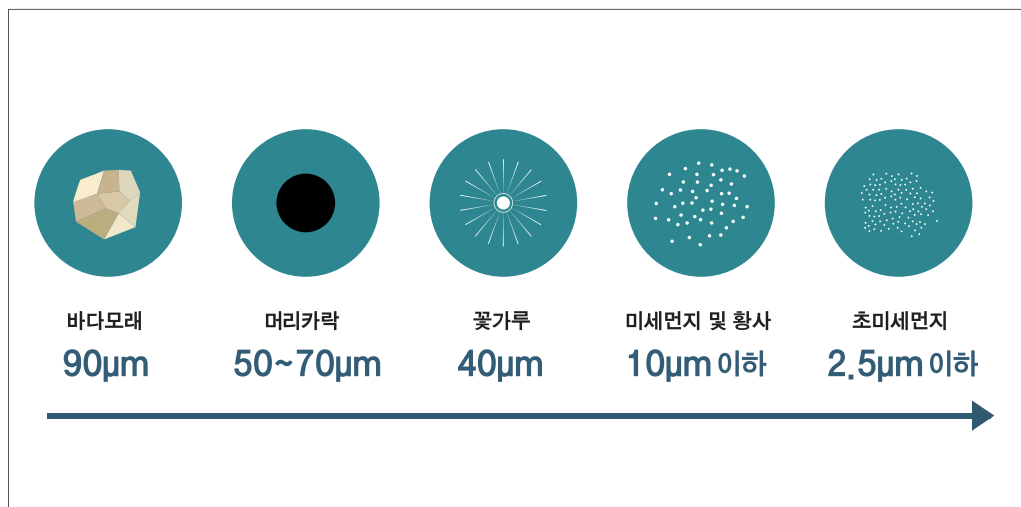 바다모래
90μm
머리카락
50~70μm
꽃가루
40μm
미세먼지 및 황사
10μm 이하
초미세먼지
2.5μm 이하